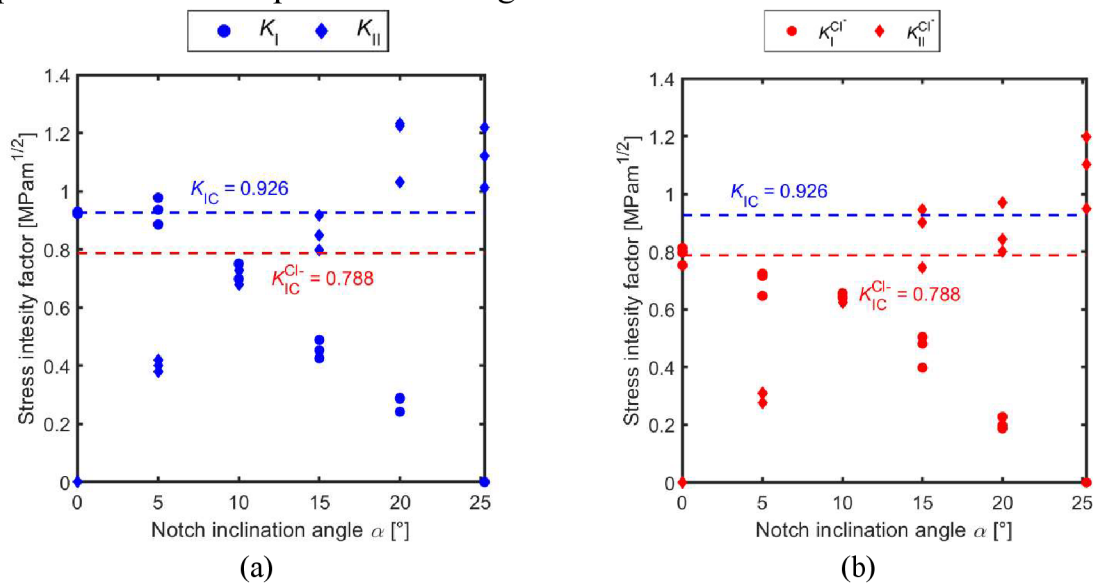 K_I K_II
Stress intesity factor [MPam^1/2]
1.4
1.2
1
0.8
0.6
0.4
0.2
0
K_IC = 0.926
K_IC^Cl- = 0.788
0 5 10 15 20 25
Notch inclination angle α [°]
(a)
K_I^Cl- K_II^Cl-
Stress intesity factor [MPam^1/2]
1.4
1.2
1
0.8
0.6
0.4
0.2
0
K_IC = 0.926
K_IC^Cl- = 0.788
0 5 10 15 20 25
Notch inclination angle α [°]
(b)